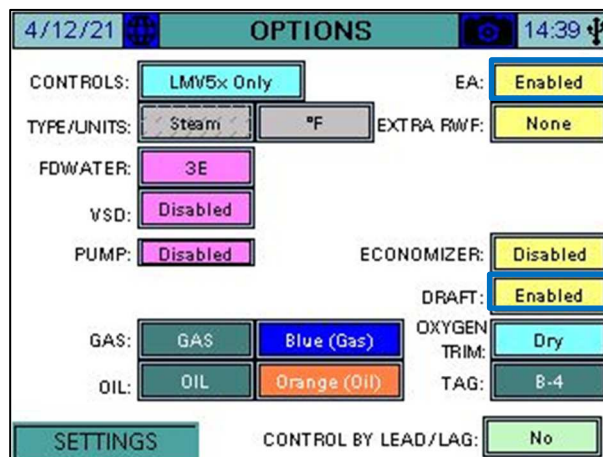 4/12/21 OPTIONS 14:39
CONTROLS: LMV5x Only EA: Enabled
TYPE/UNITS: Steam °F EXTRA RWF: None
FDWATER: 3E
VSD: Disabled
PUMP: Disabled ECONOMIZER: Disabled
DRAFT: Enabled
GAS: GAS Blue (Gas) OXYGEN TRIM: Dry
OIL: OIL Orange (Oil) TAG: B-4
SETTINGS CONTROL BY LEAD/LAG: No